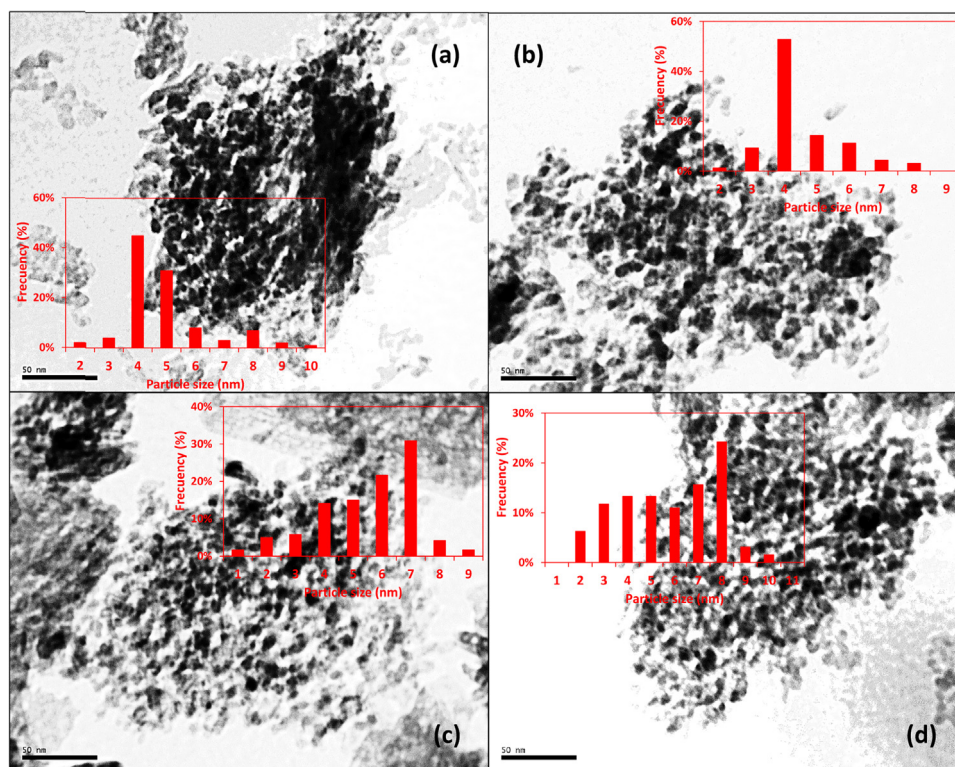 (a)
60%
40%
20%
0%
Frecuency (%)
2 3 4 5 6 7 8 9 10
Particle size (nm)
50 nm
(b)
60%
40%
20%
0%
Frecuency (%)
2 3 4 5 6 7 8 9
Particle size (nm)
50 nm
40%
30%
20%
10%
0%
Frecuency (%)
1 2 3 4 5 6 7 8 9
Particle size (nm)
50 nm
(c)
30%
20%
10%
0%
Frecuency (%)
1 2 3 4 5 6 7 8 9 10 11
Particle size (nm)
50 nm
(d)